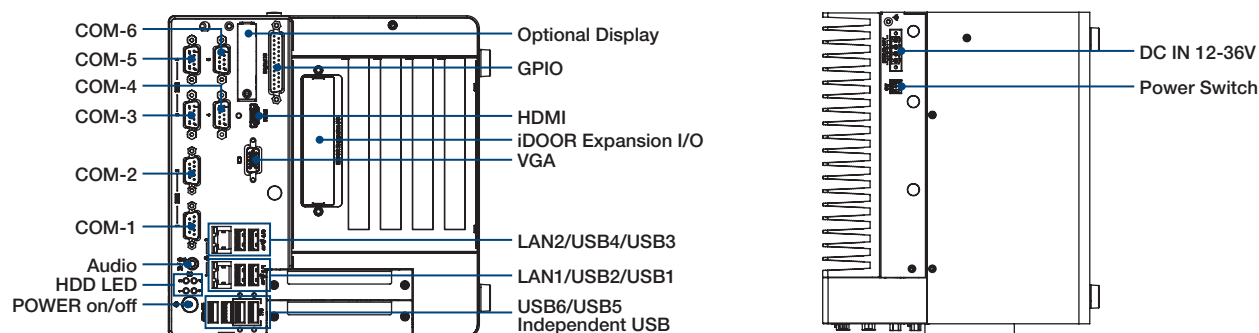 COM-6
COM-5
COM-4
COM-3
COM-2
COM-1
Audio
HDD LED
POWER on/off
Optional Display
GPIO
HDMI
iDOOR Expansion I/O
VGA
LAN2/USB4/USB3
LAN1/USB2/USB1
USB6/USB5
Independent USB
DC IN 12-36V
Power Switch